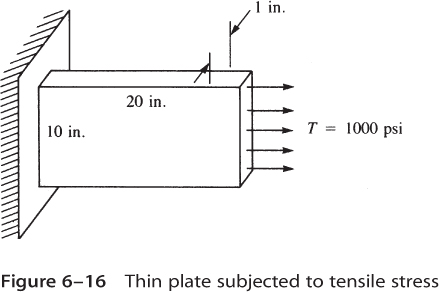 1 in.
20 in.
10 in.
T = 1000 psi
Figure 6–16 Thin plate subjected to tensile stress